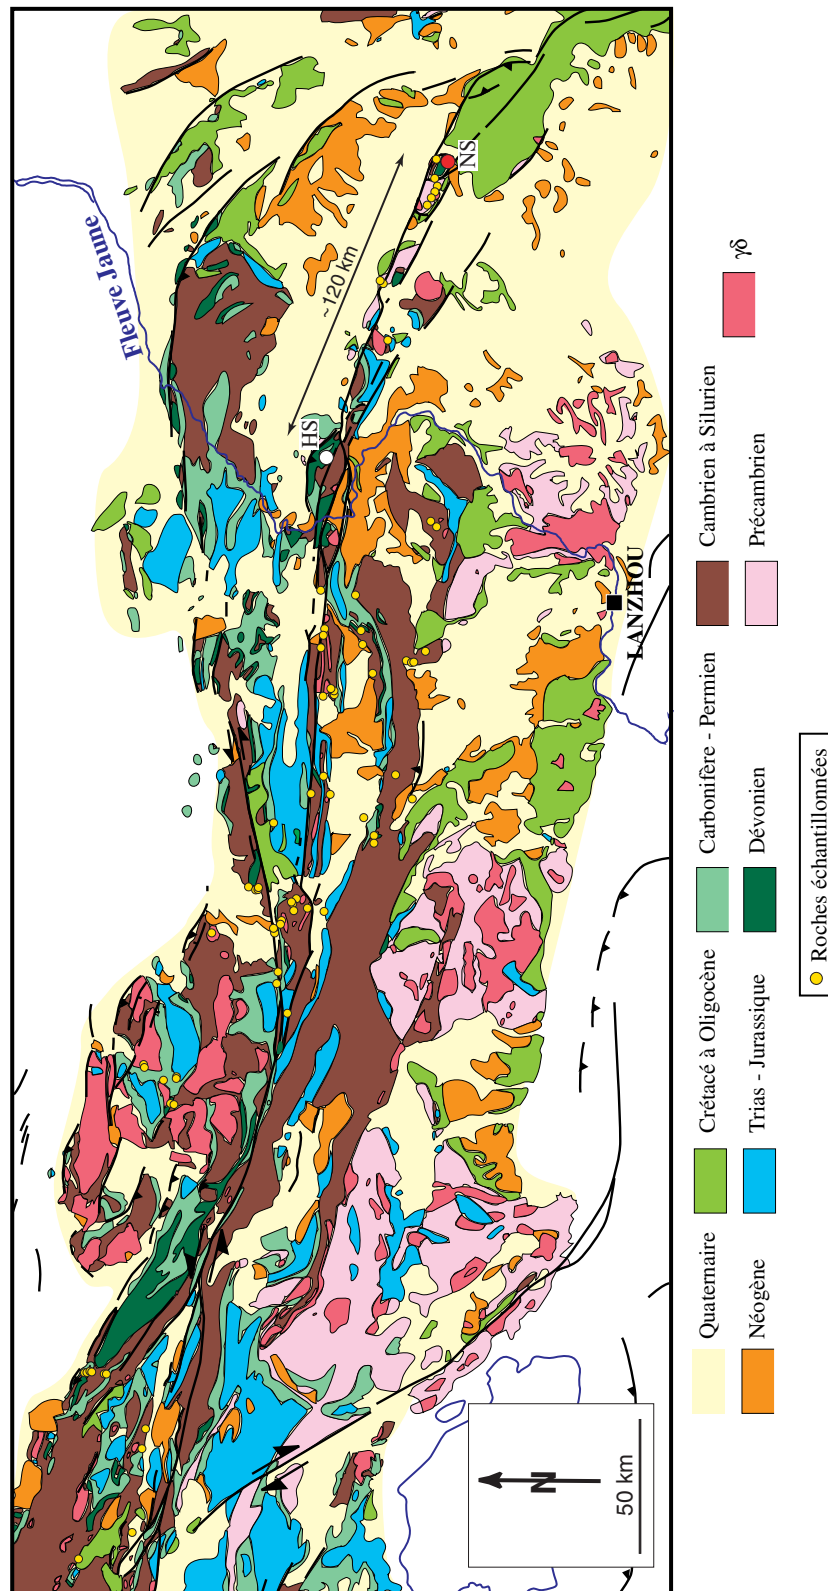 Fleuve Jaune
~120 km
HS
NS
LANZHOU
N
50 km
Quaternaire
Crétacé à Oligocène
Carbonifère - Permien
Cambrien à Silurien
γδ
Néogène
Trias - Jurassique
Dévonien
Précambrien
Roches échantillonnées